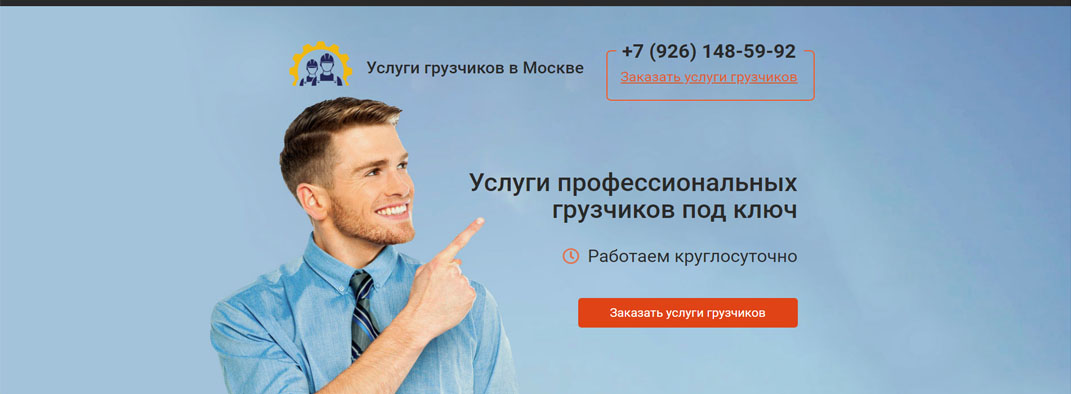 Услуги грузчиков в Москве
+7 (926) 148-59-92
Заказать услуги грузчиков
Услуги профессиональных
грузчиков под ключ
Работаем круглосуточно
Заказать услуги грузчиков